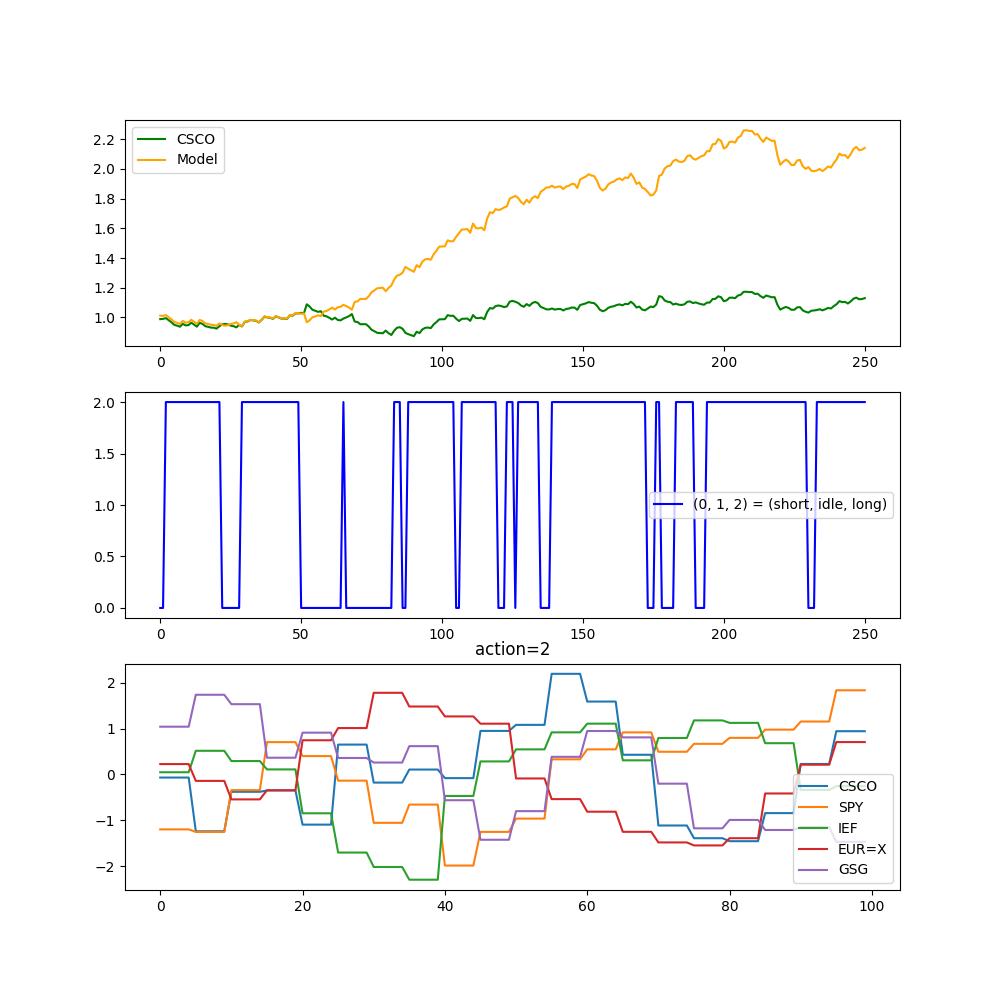 CSCO
Model
2.2
2.0
1.8
1.6
1.4
1.2
1.0
0 50 100 150 200 250
2.0
1.5
1.0
0.5
0.0
(0, 1, 2) = (short, idle, long)
0 50 100 150 200 250
action=2
2
1
0
−1
−2
CSCO
SPY
IEF
EUR=X
GSG
0 20 40 60 80 100